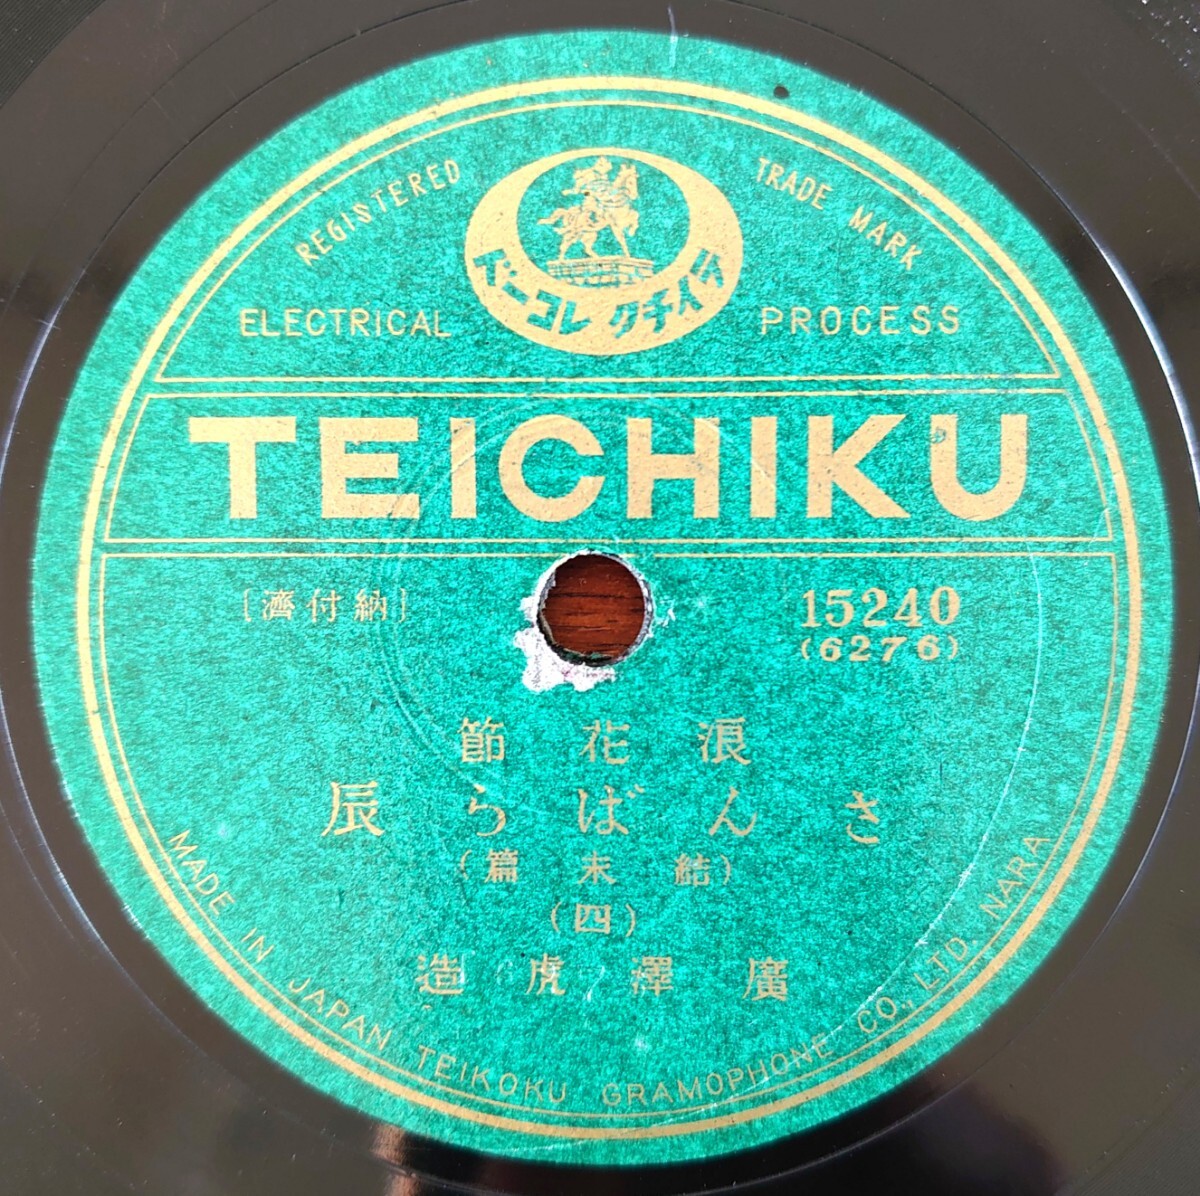 REGISTERED TRADE MARK
テイチクレコード
ELECTRICAL PROCESS
TEICHIKU
[納付濟]
15240
(6276)
浪花節
さんばら辰
(結末篇)
(四)
廣澤虎造
MADE IN JAPAN TEIKOKU GRAMOPHONE CO., LTD. NARA